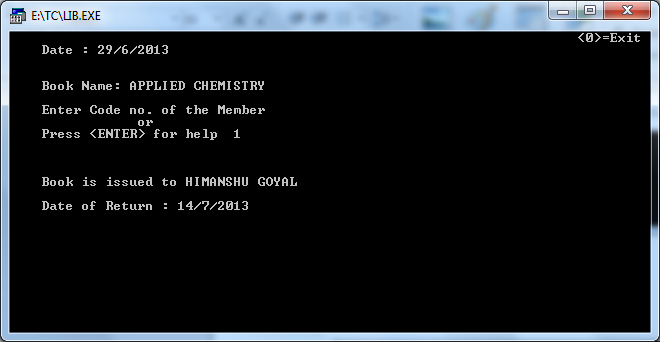 E:\TC\LIB.EXE
<0>=Exit
Date : 29/6/2013
Book Name: APPLIED CHEMISTRY
Enter Code no. of the Member
or
Press <ENTER> for help  1
Book is issued to HIMANSHU GOYAL
Date of Return : 14/7/2013